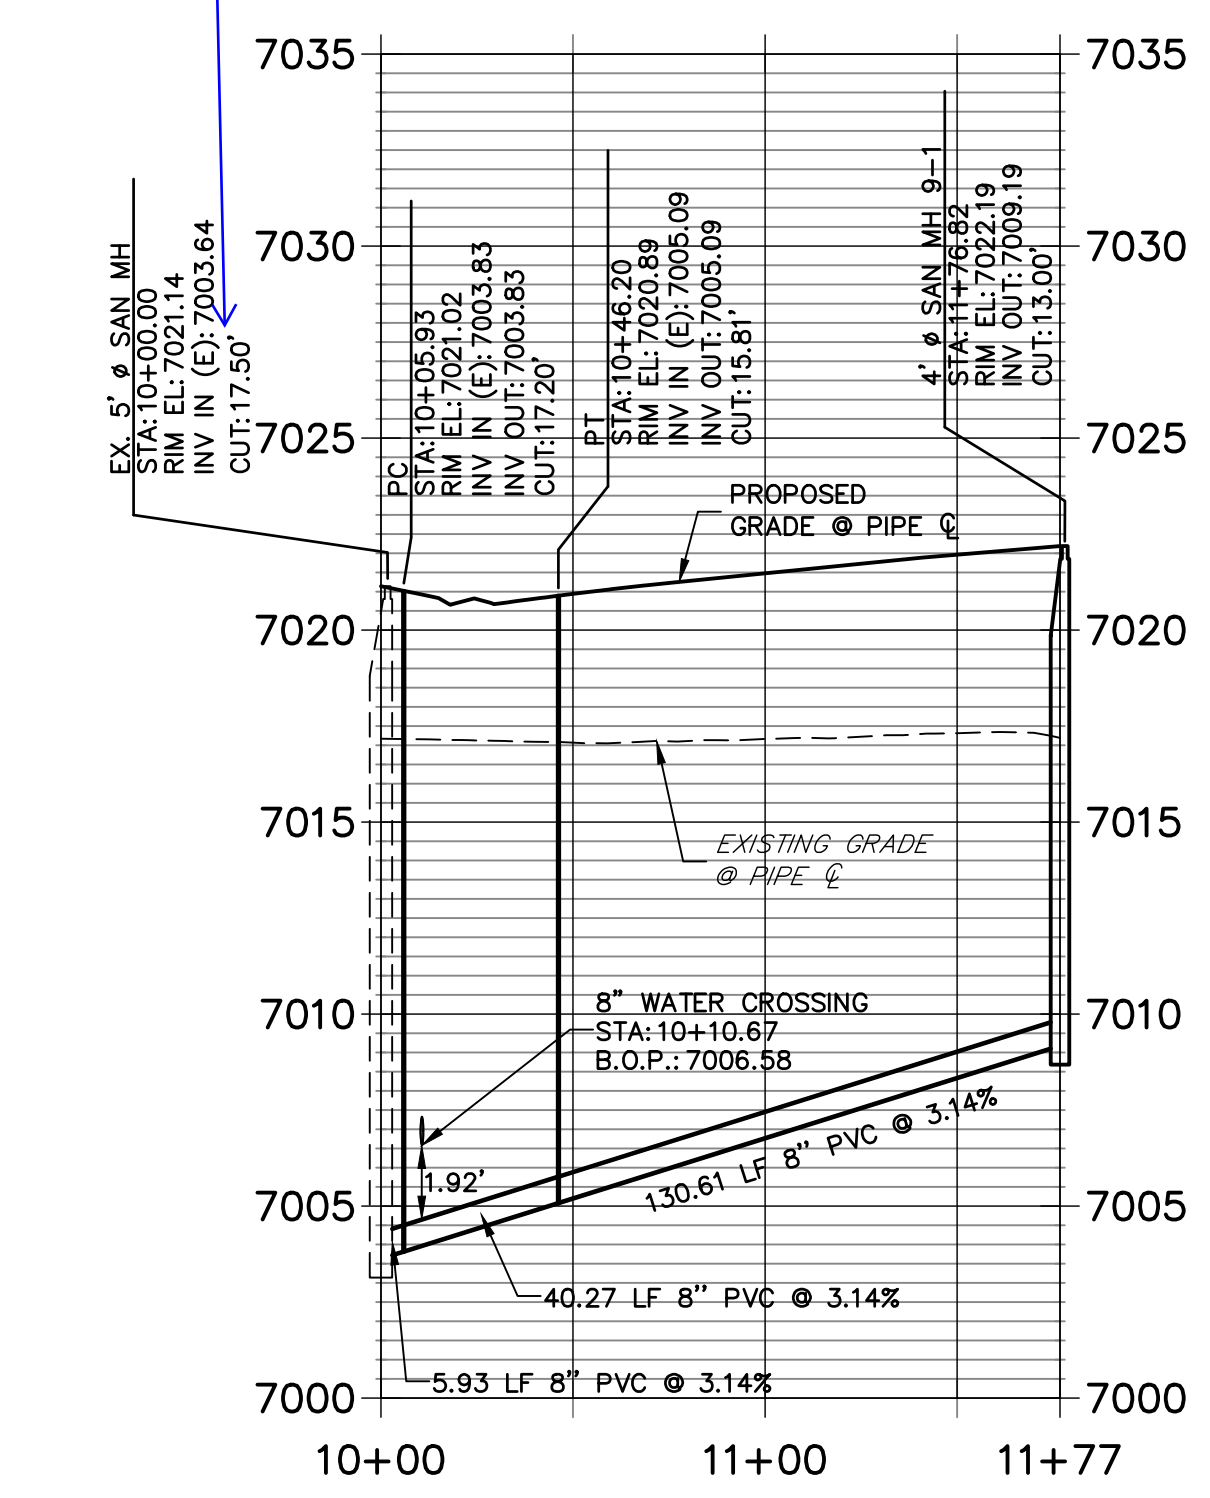 7035
7035
EX. 5' ø SAN MH
STA:10+00.00
RIM EL:7021.14
INV IN (E):7003.64
CUT:17.50'
PC
STA:10+05.93
RIM EL:7021.02
INV IN (E):7003.83
INV OUT:7003.83
CUT:17.20'
PT
STA:10+46.20
RIM EL:7020.89
INV IN (E):7005.09
INV OUT:7005.09
CUT:15.81'
4' ø SAN MH 9-1
STA:11+76.82
RIM EL:7022.19
INV OUT:7009.19
CUT:13.00'
7030
7030
7025
7025
PROPOSED
GRADE @ PIPE ℄
7020
7020
7015
7015
EXISTING GRADE
@ PIPE ℄
7010
7010
8" WATER CROSSING
STA:10+10.67
B.O.P.:7006.58
1.92'
130.61 LF 8" PVC @ 3.14%
7005
7005
40.27 LF 8" PVC @ 3.14%
5.93 LF 8" PVC @ 3.14%
7000
7000
10+00
11+00
11+77